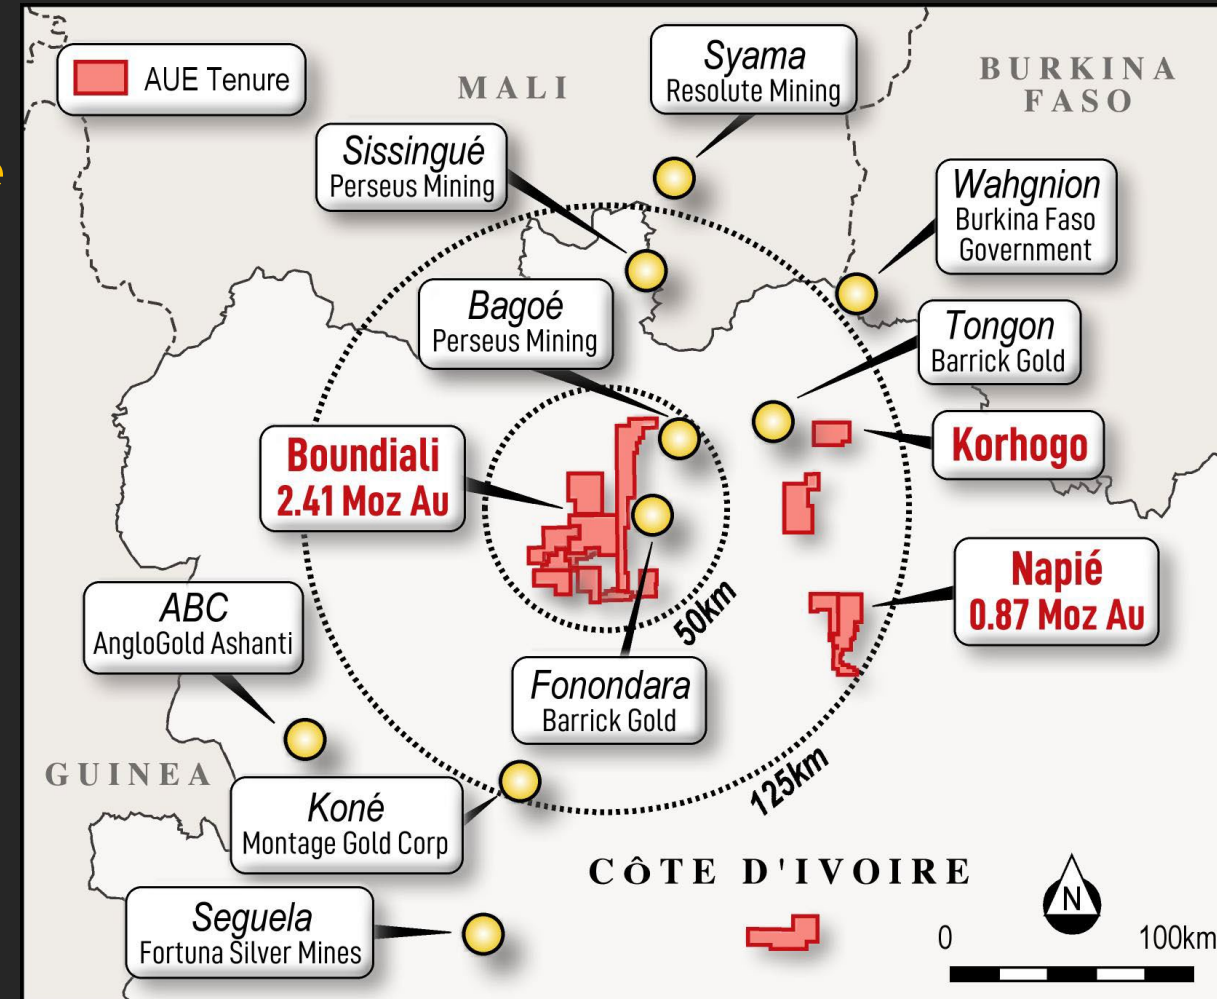 AUE Tenure
MALI
Syama
Resolute Mining
BURKINA
FASO
Sissingué
Perseus Mining
Wahgnion
Burkina Faso
Government
Bagoé
Perseus Mining
Tongon
Barrick Gold
Boundiali
2.41 Moz Au
Korhogo
Napié
0.87 Moz Au
50km
ABC
AngloGold Ashanti
Fonondara
Barrick Gold
125km
GUINEA
Koné
Montage Gold Corp
CÔTE D'IVOIRE
Seguela
Fortuna Silver Mines
N
0
100km